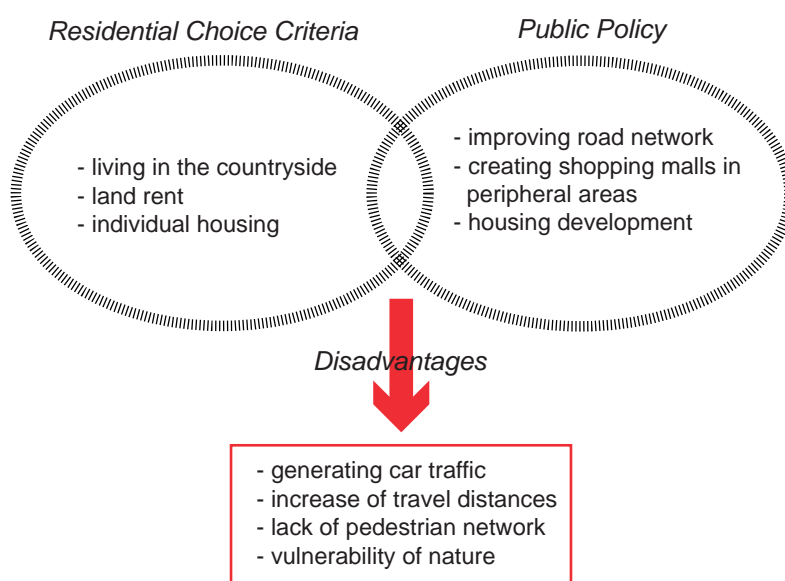 Residential Choice Criteria
Public Policy
- living in the countryside
- land rent
- individual housing
- improving road network
- creating shopping malls in
peripheral areas
- housing development
Disadvantages
- generating car traffic
- increase of travel distances
- lack of pedestrian network
- vulnerability of nature